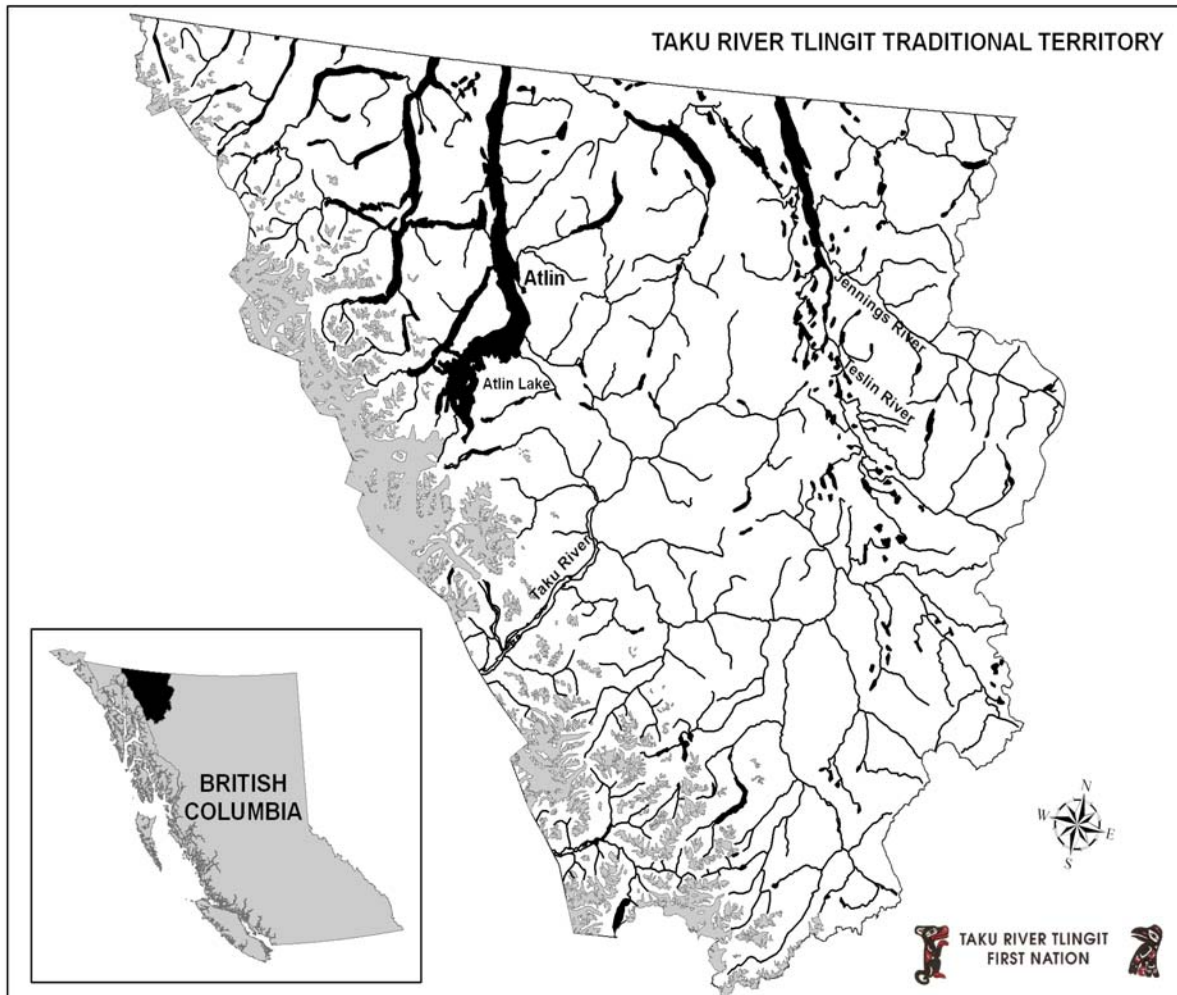 TAKU RIVER TLINGIT TRADITIONAL TERRITORY
Atlin
Jennings River
Teslin River
Atlin Lake
Taku River
BRITISH
COLUMBIA
N
W
E
S
TAKU RIVER TLINGIT
FIRST NATION